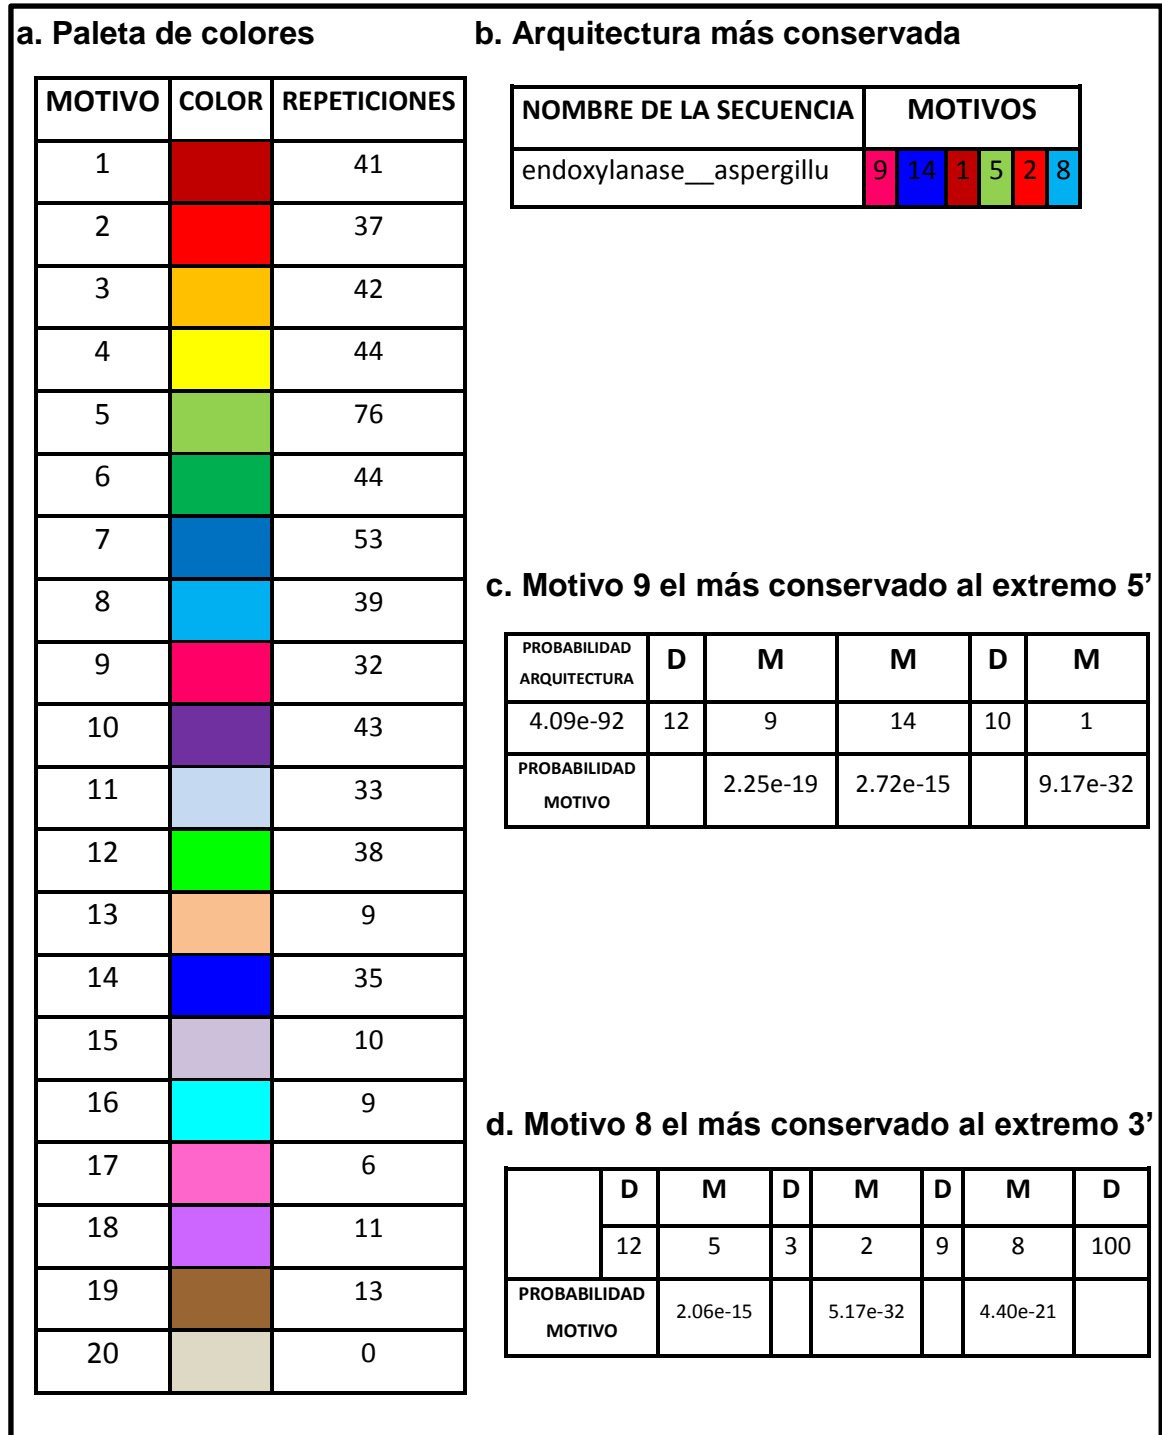 a. Paleta de colores
MOTIVO COLOR REPETICIONES
1 41
2 37
3 42
4 44
5 76
6 44
7 53
8 39
9 32
10 43
11 33
12 38
13 9
14 35
15 10
16 9
17 6
18 11
19 13
20 0
b. Arquitectura más conservada
NOMBRE DE LA SECUENCIA MOTIVOS
endoxylanase__aspergillu 9 14 1 5 2 8
c. Motivo 9 el más conservado al extremo 5’
PROBABILIDAD
ARQUITECTURA
D M M D M
4.09e-92 12 9 14 10 1
PROBABILIDAD
MOTIVO
2.25e-19 2.72e-15 9.17e-32
d. Motivo 8 el más conservado al extremo 3’
D M D M D M D
12 5 3 2 9 8 100
PROBABILIDAD
MOTIVO
2.06e-15 5.17e-32 4.40e-21